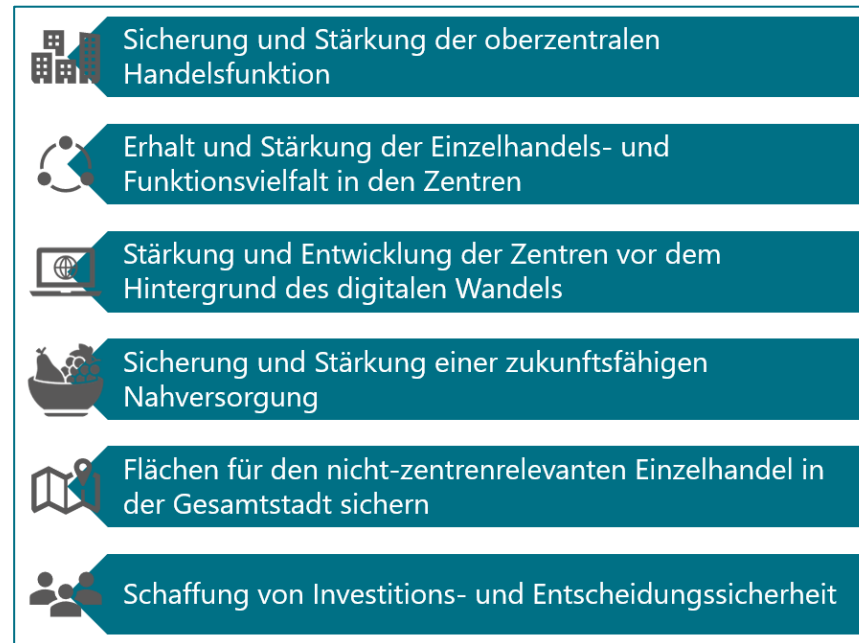 Sicherung und Stärkung der oberzentralen
Handelsfunktion
Erhalt und Stärkung der Einzelhandels- und
Funktionsvielfalt in den Zentren
Stärkung und Entwicklung der Zentren vor dem
Hintergrund des digitalen Wandels
Sicherung und Stärkung einer zukunftsfähigen
Nahversorgung
Flächen für den nicht-zentrenrelevanten Einzelhandel in
der Gesamtstadt sichern
Schaffung von Investitions- und Entscheidungssicherheit